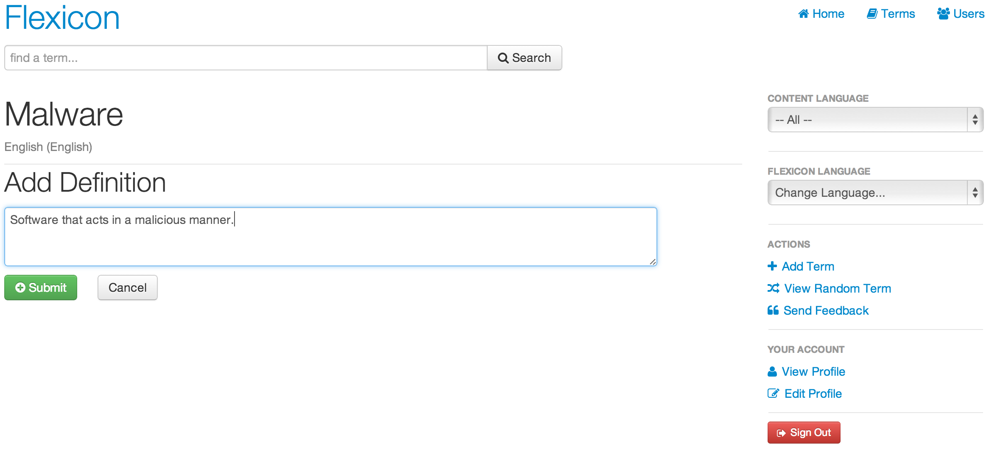 Flexicon
Home Terms Users
find a term...
Search
Malware
English (English)
Add Definition
Software that acts in a malicious manner.
Submit Cancel
CONTENT LANGUAGE
-- All --
FLEXICON LANGUAGE
Change Language...
ACTIONS
Add Term
View Random Term
Send Feedback
YOUR ACCOUNT
View Profile
Edit Profile
Sign Out